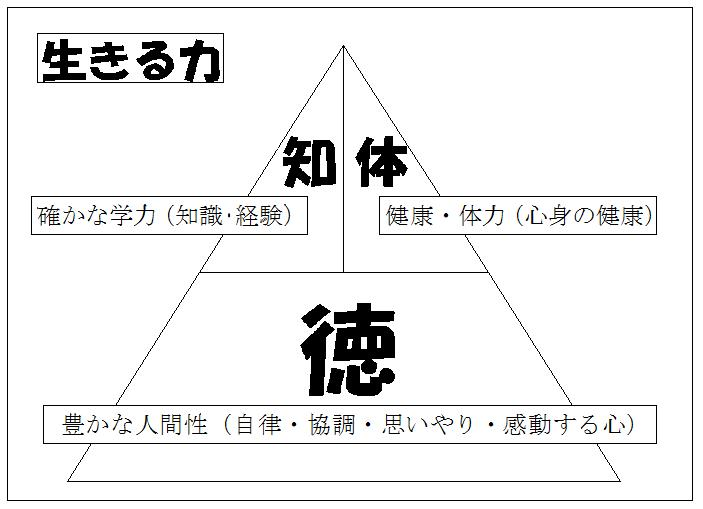 生きる力
知 体
確かな学力（知識・経験）
健康・体力（心身の健康）
徳
豊かな人間性（自律・協調・思いやり・感動する心）